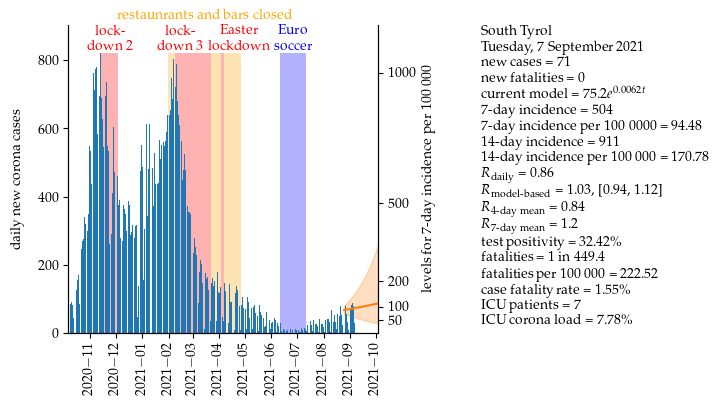 restaunrants and bars closed
lock-
down 2
lock-
down 3
Easter
lockdown
Euro
soccer
daily new corona cases
800
600
400
200
0
1000
500
200
100
50
levels for 7-day incidence per 100 000
2020−11
2020−12
2021−01
2021−02
2021−03
2021−04
2021−05
2021−06
2021−07
2021−08
2021−09
2021−10
South Tyrol
Tuesday, 7 September 2021
new cases = 71
new fatalities = 0
current model = 75.2e^0.0062t
7-day incidence = 504
7-day incidence per 100 0000 = 94.48
14-day incidence = 911
14-day incidence per 100 000 = 170.78
R_daily = 0.86
R_model-based = 1.03, [0.94, 1.12]
R_4-day mean = 0.84
R_7-day mean = 1.2
test positivity = 32.42%
fatalities = 1 in 449.4
fatalities per 100 000 = 222.52
case fatality rate = 1.55%
ICU patients = 7
ICU corona load = 7.78%